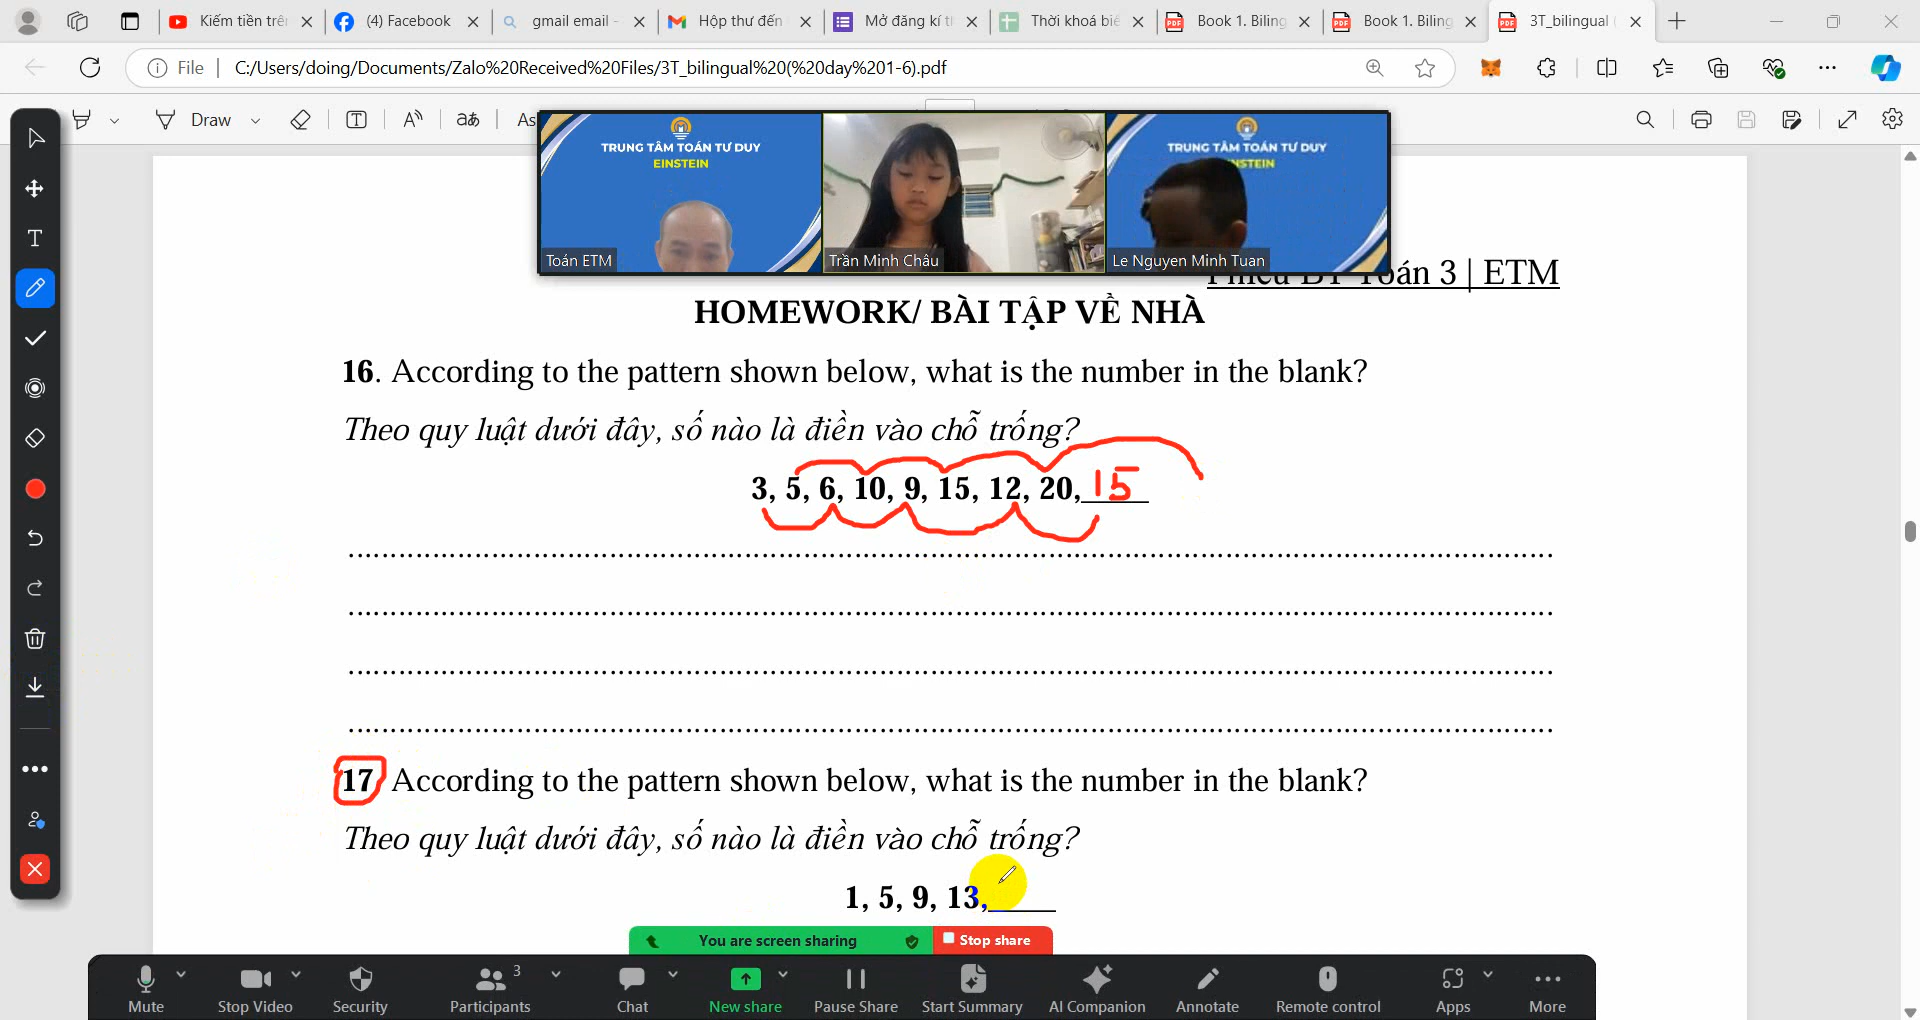 Kiếm tiền trê
(4) Facebook
gmail email -
Hộp thư đến
Mở đăng kí t
Thời khoá biể
Book 1. Biling
Book 1. Biling
3T_bilingual
File
C:/Users/doing/Documents/Zalo%20Received%20Files/3T_bilingual%20(%20day%201-6).pdf
Draw
aあ
As
TRUNG TÂM TOÁN TƯ DUY
EINSTEIN
Toán ETM
Trần Minh Châu
TRUNG TÂM TOÁN TƯ DUY
NSTEIN
Le Nguyen Minh Tuan
Phiếu BT Toán 3 | ETM
HOMEWORK/ BÀI TẬP VỀ NHÀ
16. According to the pattern shown below, what is the number in the blank?
Theo quy luật dưới đây, số nào là điền vào chỗ trống?
3, 5, 6, 10, 9, 15, 12, 20, 15
17. According to the pattern shown below, what is the number in the blank?
Theo quy luật dưới đây, số nào là điền vào chỗ trống?
1, 5, 9, 13,____
You are screen sharing
Stop share
Mute
Stop Video
Security
Participants
3
Chat
New share
Pause Share
Start Summary
AI Companion
Annotate
Remote control
Apps
More